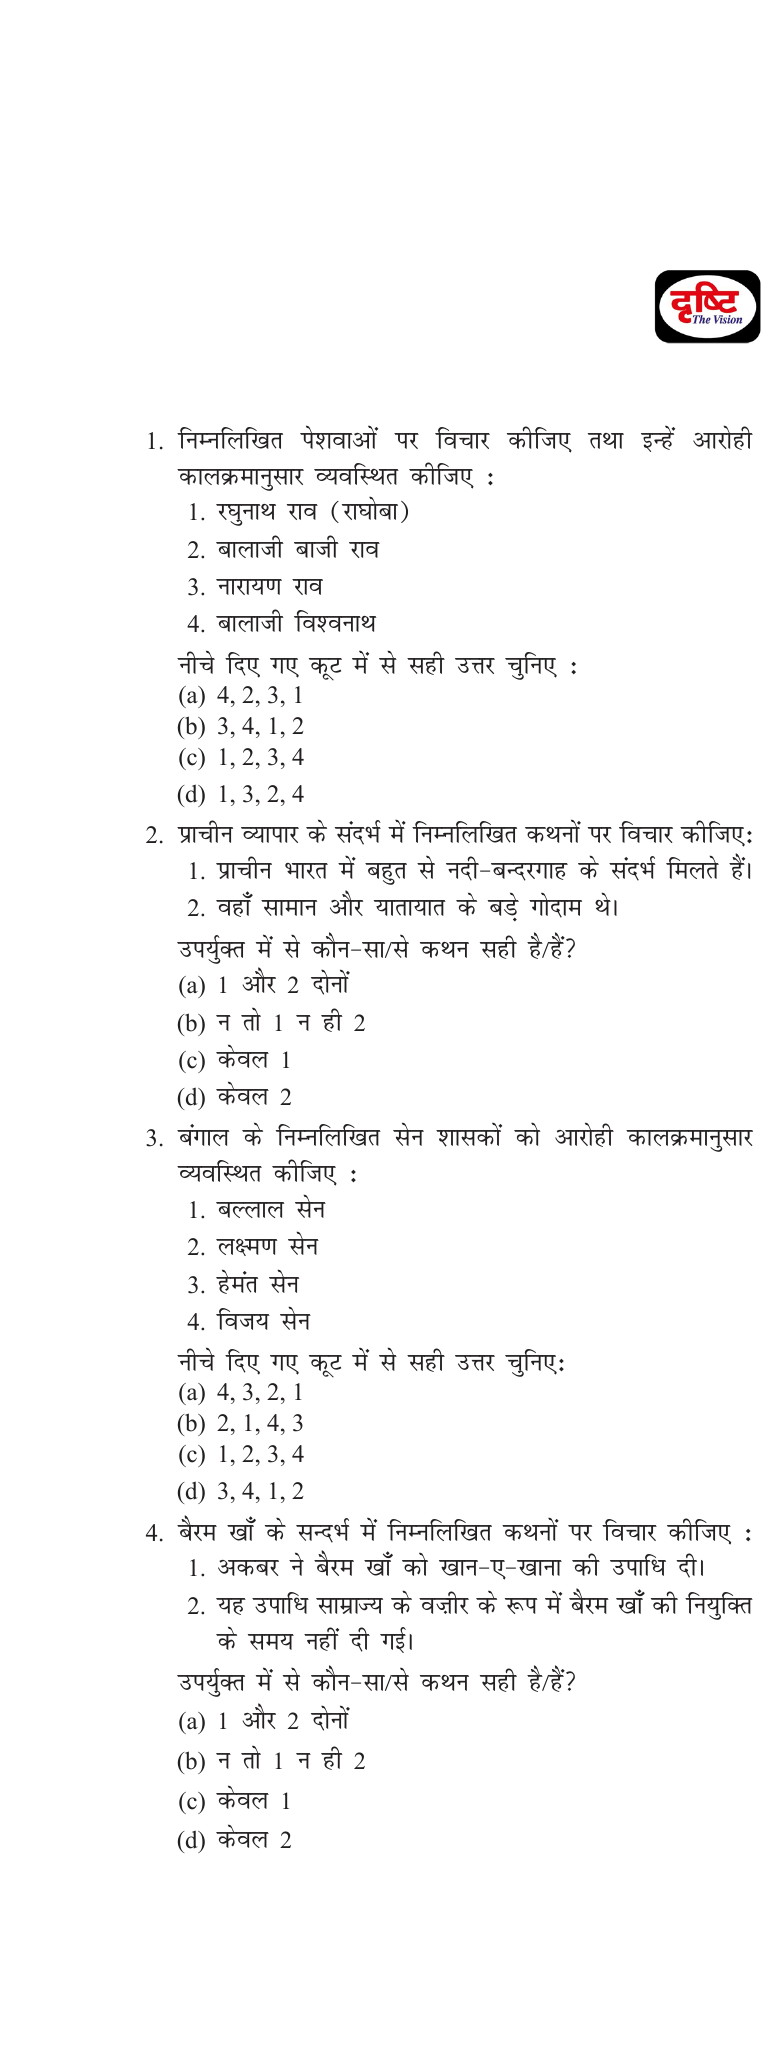 दृष्टि
The Vision
1. निम्नलिखित पेशवाओं पर विचार कीजिए तथा इन्हें आरोही
कालक्रमानुसार व्यवस्थित कीजिए :
1. रघुनाथ राव (राघोबा)
2. बालाजी बाजी राव
3. नारायण राव
4. बालाजी विश्वनाथ
नीचे दिए गए कूट में से सही उत्तर चुनिए :
(a) 4, 2, 3, 1
(b) 3, 4, 1, 2
(c) 1, 2, 3, 4
(d) 1, 3, 2, 4
2. प्राचीन व्यापार के संदर्भ में निम्नलिखित कथनों पर विचार कीजिए:
1. प्राचीन भारत में बहुत से नदी-बन्दरगाह के संदर्भ मिलते हैं।
2. वहाँ सामान और यातायात के बड़े गोदाम थे।
उपर्युक्त में से कौन-सा/से कथन सही है/हैं?
(a) 1 और 2 दोनों
(b) न तो 1 न ही 2
(c) केवल 1
(d) केवल 2
3. बंगाल के निम्नलिखित सेन शासकों को आरोही कालक्रमानुसार
व्यवस्थित कीजिए :
1. बल्लाल सेन
2. लक्ष्मण सेन
3. हेमंत सेन
4. विजय सेन
नीचे दिए गए कूट में से सही उत्तर चुनिए:
(a) 4, 3, 2, 1
(b) 2, 1, 4, 3
(c) 1, 2, 3, 4
(d) 3, 4, 1, 2
4. बैरम खाँ के सन्दर्भ में निम्नलिखित कथनों पर विचार कीजिए :
1. अकबर ने बैरम खाँ को खान-ए-खाना की उपाधि दी।
2. यह उपाधि साम्राज्य के वज़ीर के रूप में बैरम खाँ की नियुक्ति
के समय नहीं दी गई।
उपर्युक्त में से कौन-सा/से कथन सही है/हैं?
(a) 1 और 2 दोनों
(b) न तो 1 न ही 2
(c) केवल 1
(d) केवल 2